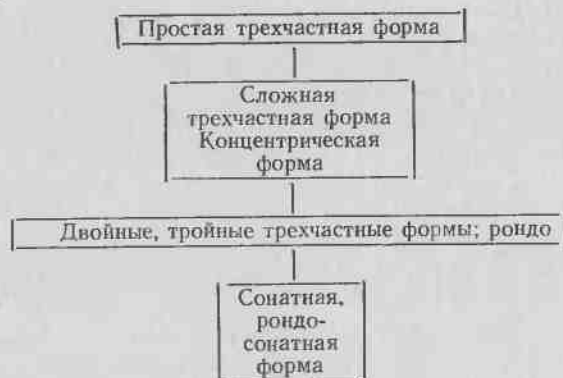 Простая трехчастная форма
Сложная
трехчастная форма
Концентрическая
форма
Двойные, тройные трехчастные формы; рондо
Сонатная,
рондо-
сонатная
форма